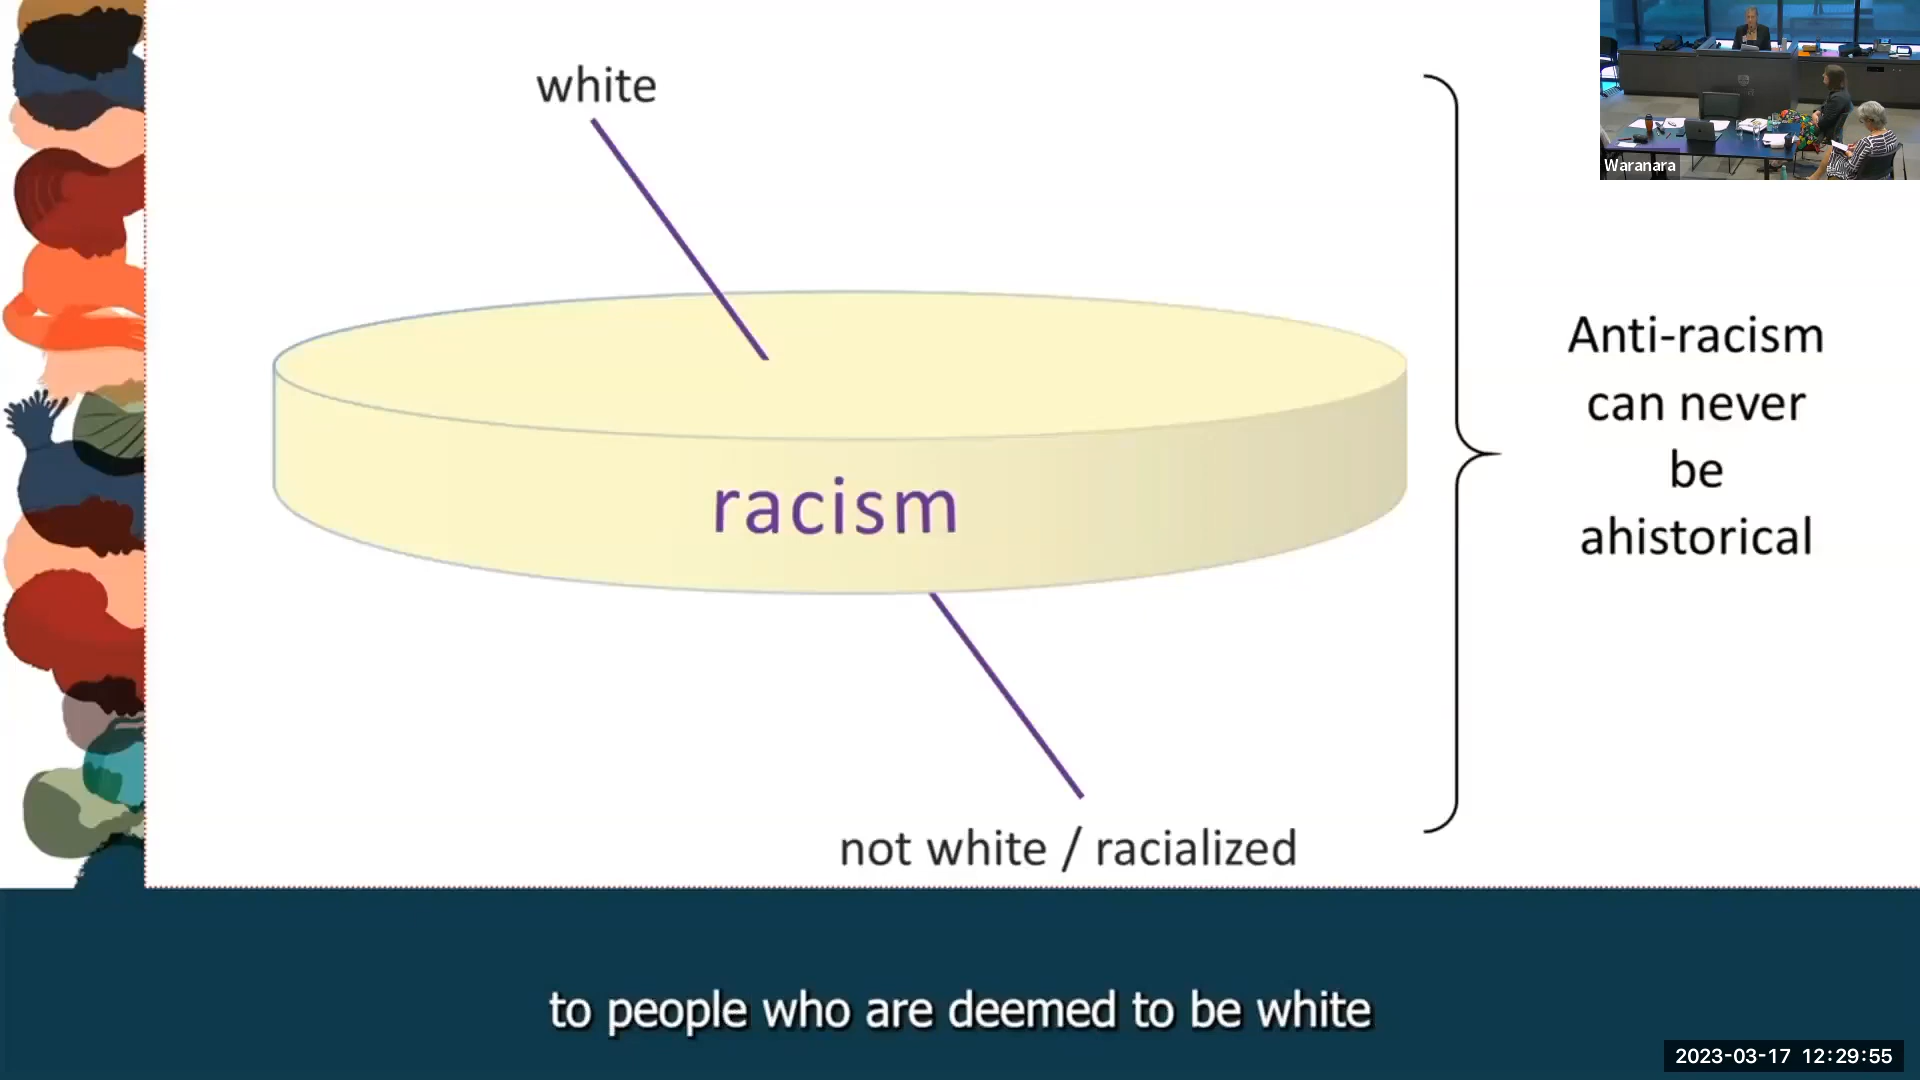 white
racism
not white / racialized
Anti-racism
can never
be
ahistorical
Waranara
to people who are deemed to be white
2023-03-17 12:29:55